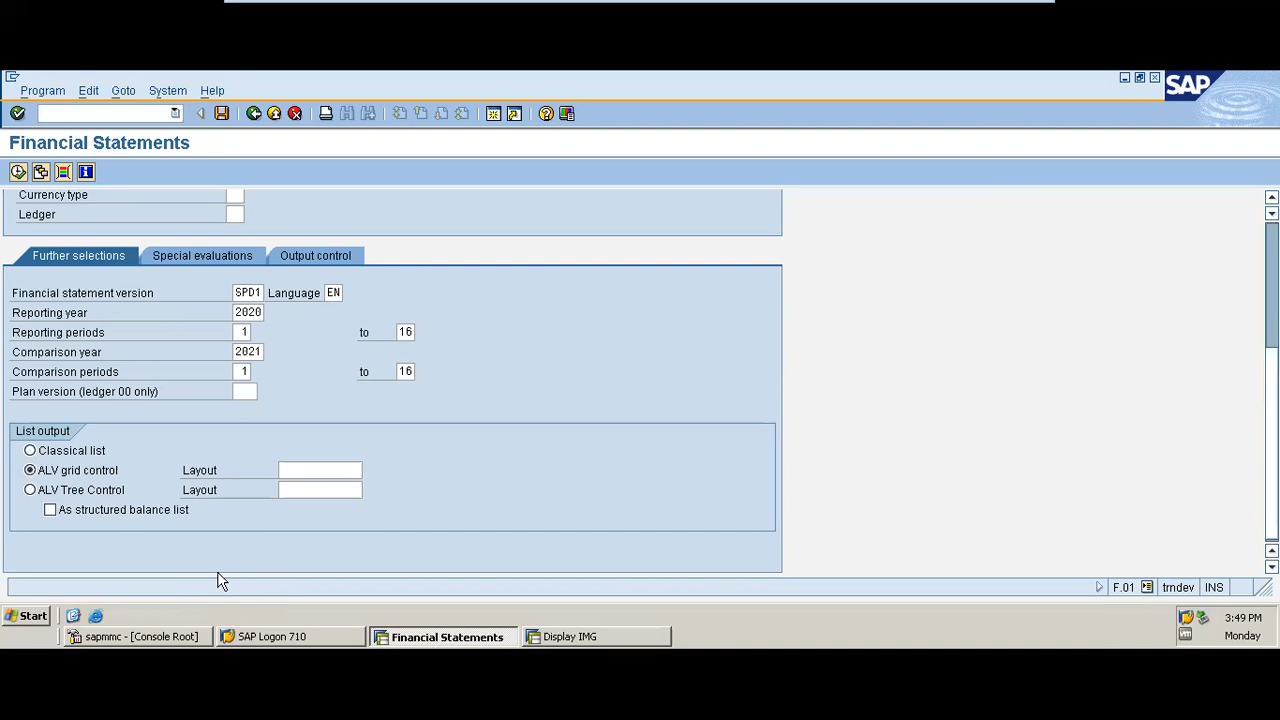 Program Edit Goto System Help
SAP
Financial Statements
Currency type
Ledger
Further selections Special evaluations Output control
Financial statement version SPD1 Language EN
Reporting year 2020
Reporting periods 1 to 16
Comparison year 2021
Comparison periods 1 to 16
Plan version (ledger 00 only)
List output
Classical list
ALV grid control Layout
ALV Tree Control Layout
As structured balance list
F.01 trndev INS
Start 3:49 PM
sapmmc - [Console Root] SAP Logon 710 Financial Statements Display IMG Monday